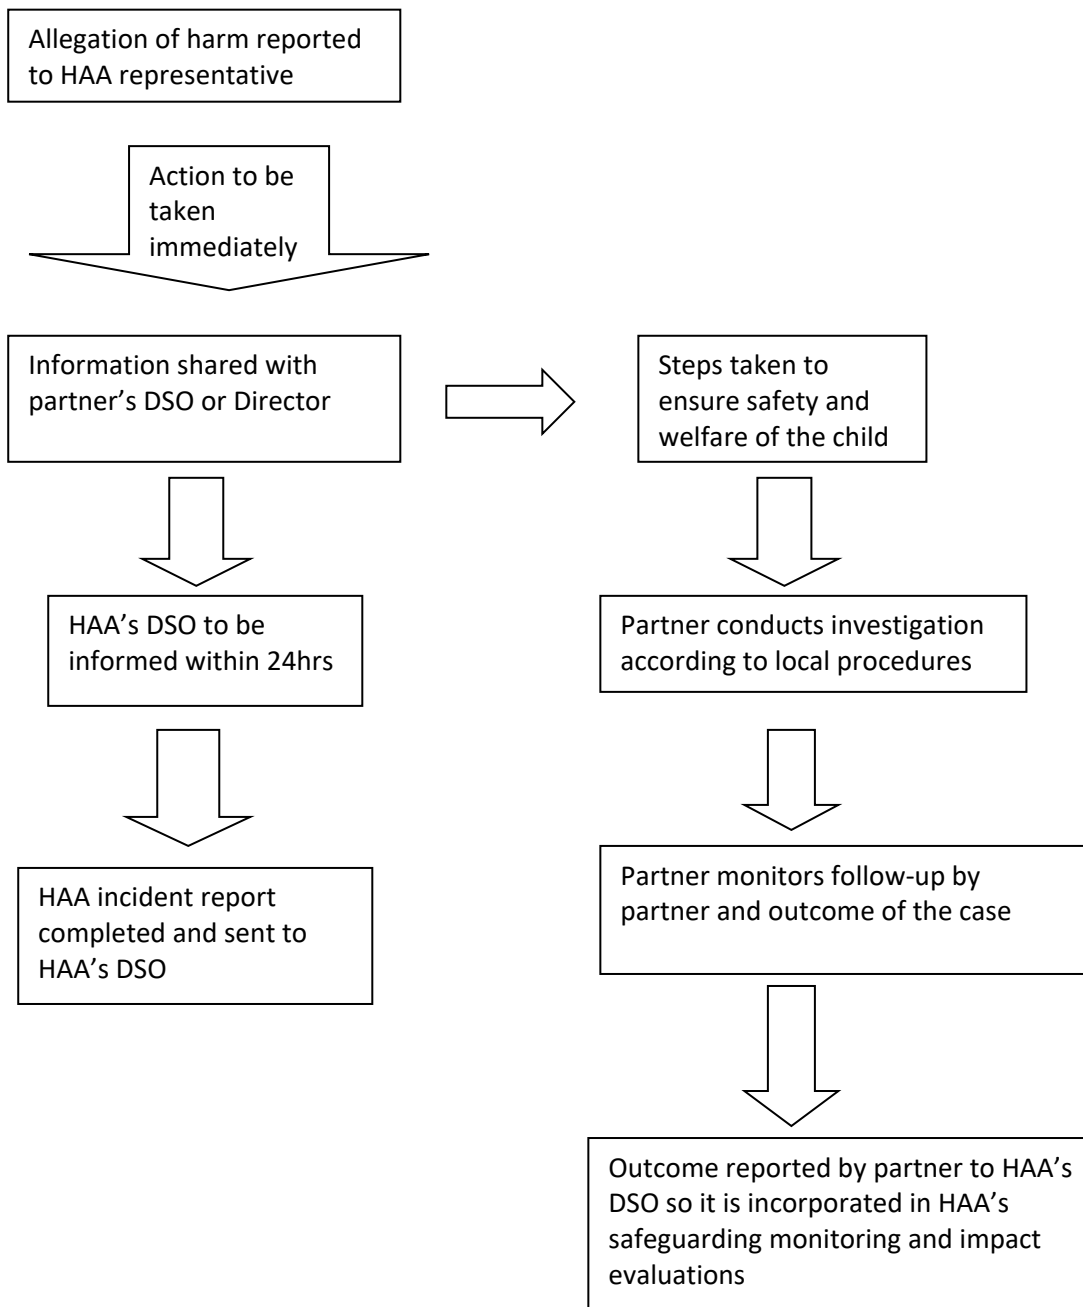 Allegation of harm reported
to HAA representative
Action to be
taken
immediately
Information shared with
partner’s DSO or Director
Steps taken to
ensure safety and
welfare of the child
HAA’s DSO to be
informed within 24hrs
Partner conducts investigation
according to local procedures
HAA incident report
completed and sent to
HAA’s DSO
Partner monitors follow-up by
partner and outcome of the case
Outcome reported by partner to HAA’s
DSO so it is incorporated in HAA’s
safeguarding monitoring and impact
evaluations